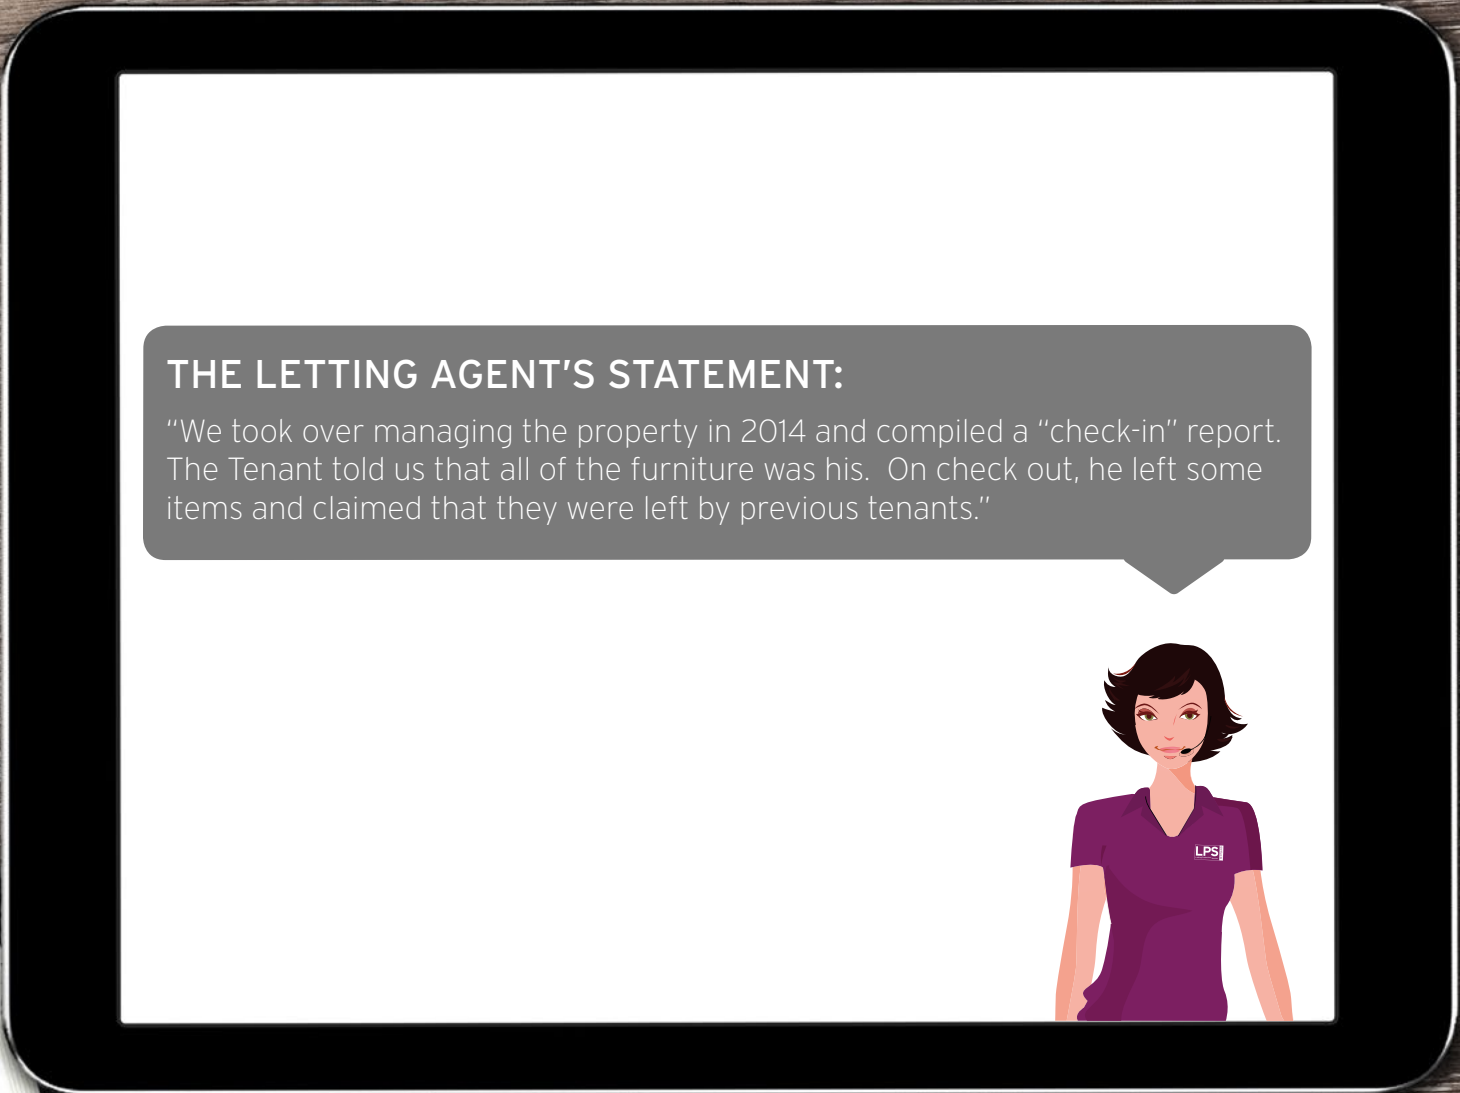 THE LETTING AGENT’S STATEMENT:
“We took over managing the property in 2014 and compiled a “check-in” report.
The Tenant told us that all of the furniture was his.  On check out, he left some
items and claimed that they were left by previous tenants.”
LPS